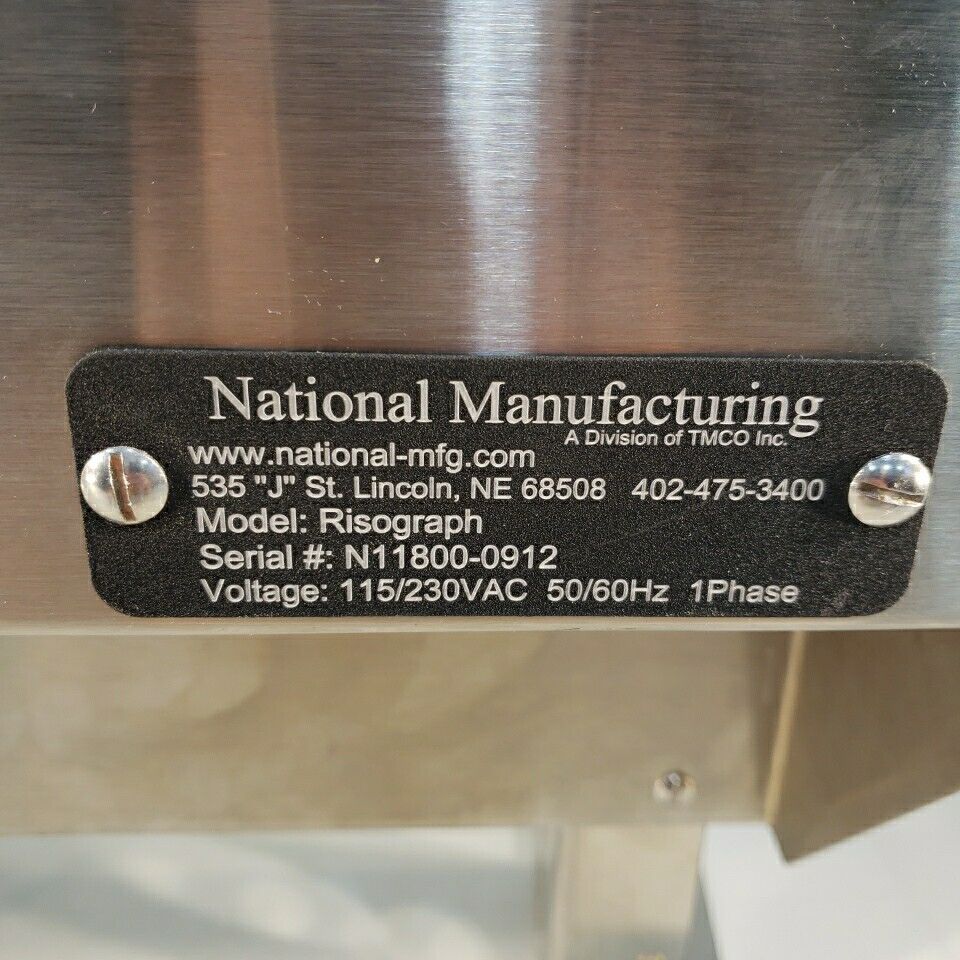 National Manufacturing
A Division of TMCO Inc.
www.national-mfg.com
535 "J" St. Lincoln, NE 68508 402-475-3400
Model: Risograph
Serial #: N11800-0912
Voltage: 115/230VAC 50/60Hz 1Phase